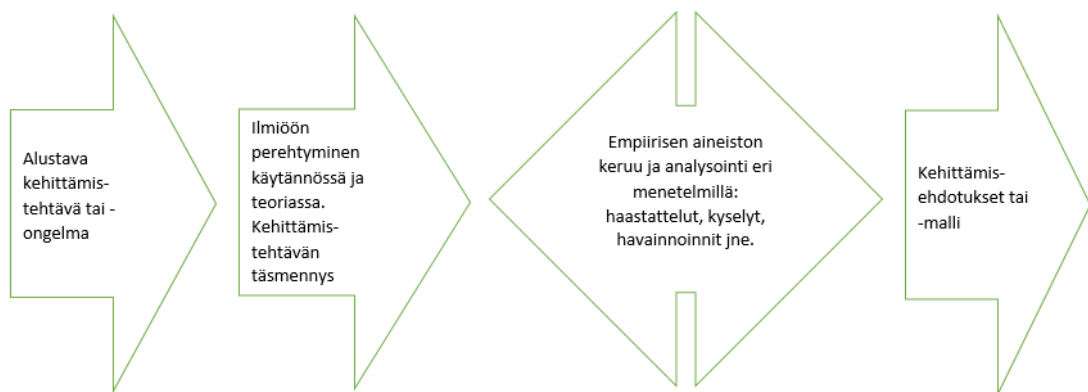 Alustava
kehittämis-
tehtävä tai -
ongelma
Ilmiöön
perehtyminen
käytännössä ja
teoriassa.
Kehittämis-
tehtävän
täsmennys
Empiirisen aineiston
keruu ja analysointi eri
menetelmillä:
haastattelut, kyselyt,
havainnoinnit jne.
Kehittämis-
ehdotukset tai
-malli